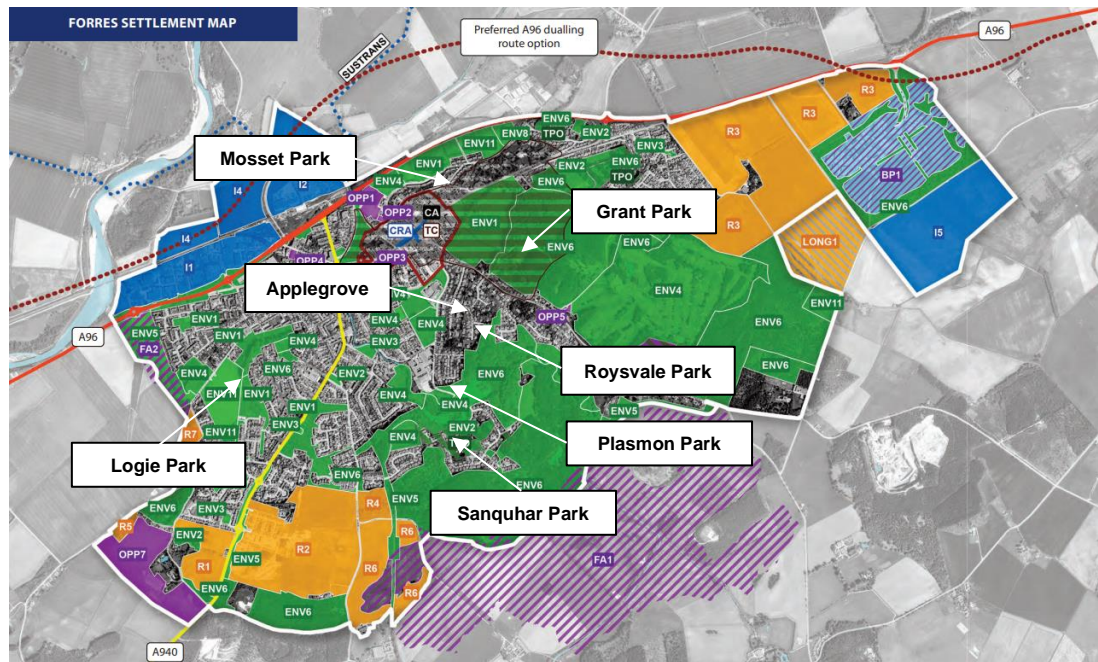 FORRES SETTLEMENT MAP
Preferred A96 dualling
route option
A96
SUSTRANS
R3
R3
R3
R3
BP1
ENV6
I5
LONG1
ENV11
ENV6
TPO
ENV2
ENV8
ENV11
ENV1
ENV4
ENV3
ENV6
TPO
ENV2
ENV6
Mosset Park
I4
I2
I4
I1
OPP1
OPP2
CA
CRA
TC
OPP3
OPP4
ENV1
ENV6
Grant Park
ENV6
ENV4
ENV6
ENV6
Applegrove
OPP5
Roysvale Park
A96
ENV5
FA2
ENV1
ENV1
ENV4
ENV6
ENV4
ENV11
ENV1
ENV11
ENV1
ENV3
R7
Logie Park
ENV4
ENV4
ENV3
ENV2
ENV4
ENV6
ENV4
ENV2
ENV4
ENV5
Plasmon Park
Sanquhar Park
ENV6
ENV6
ENV6
ENV3
ENV2
R5
OPP7
R1
ENV5
ENV6
R2
ENV6
R4
ENV5
R6
R6
R6
FA1
A940